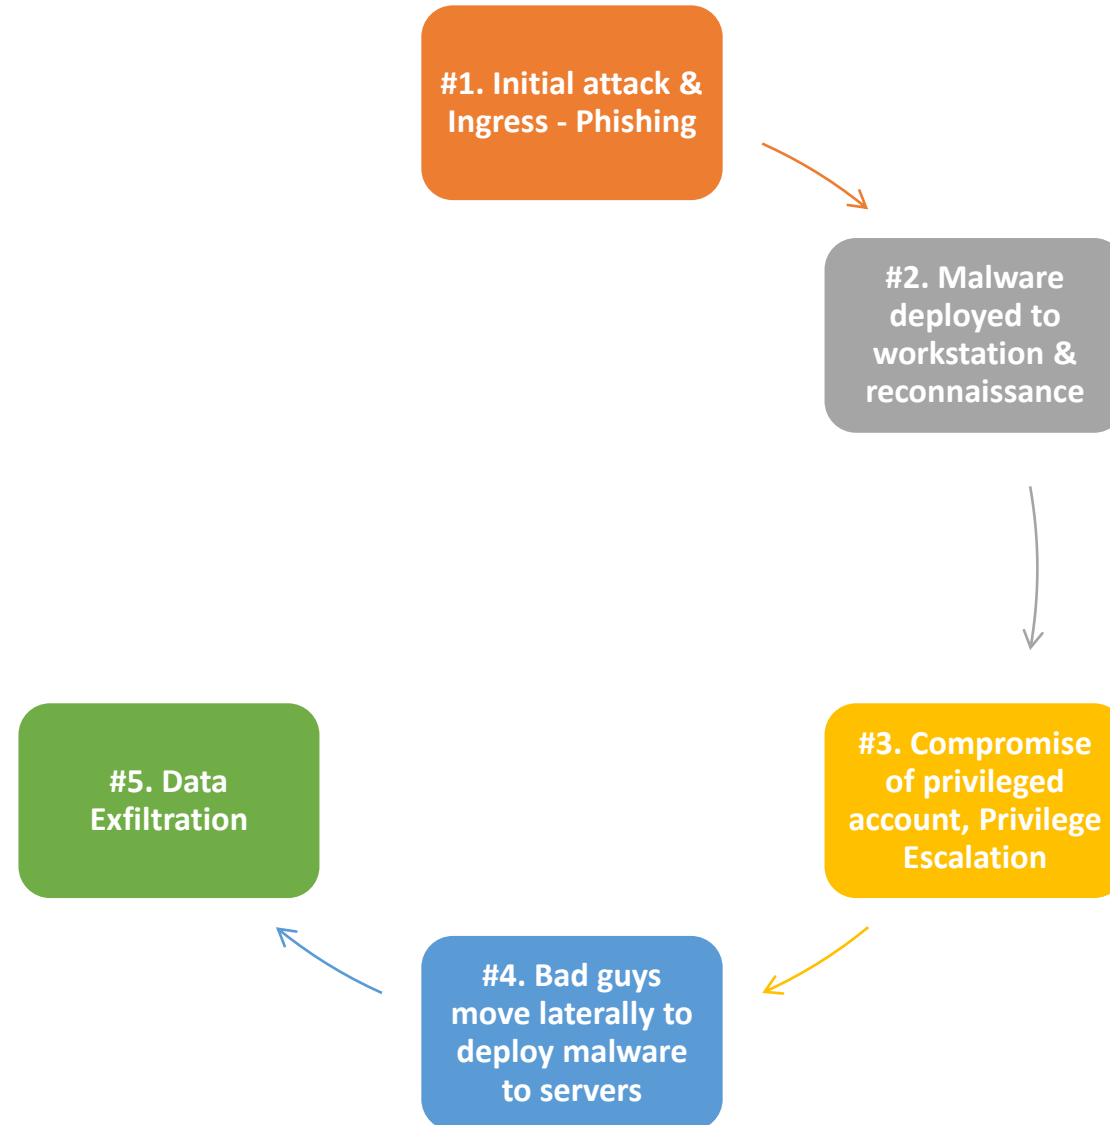 #1. Initial attack &
Ingress - Phishing
#2. Malware
deployed to
workstation &
reconnaissance
#3. Compromise
of privileged
account, Privilege
Escalation
#4. Bad guys
move laterally to
deploy malware
to servers
#5. Data
Exfiltration